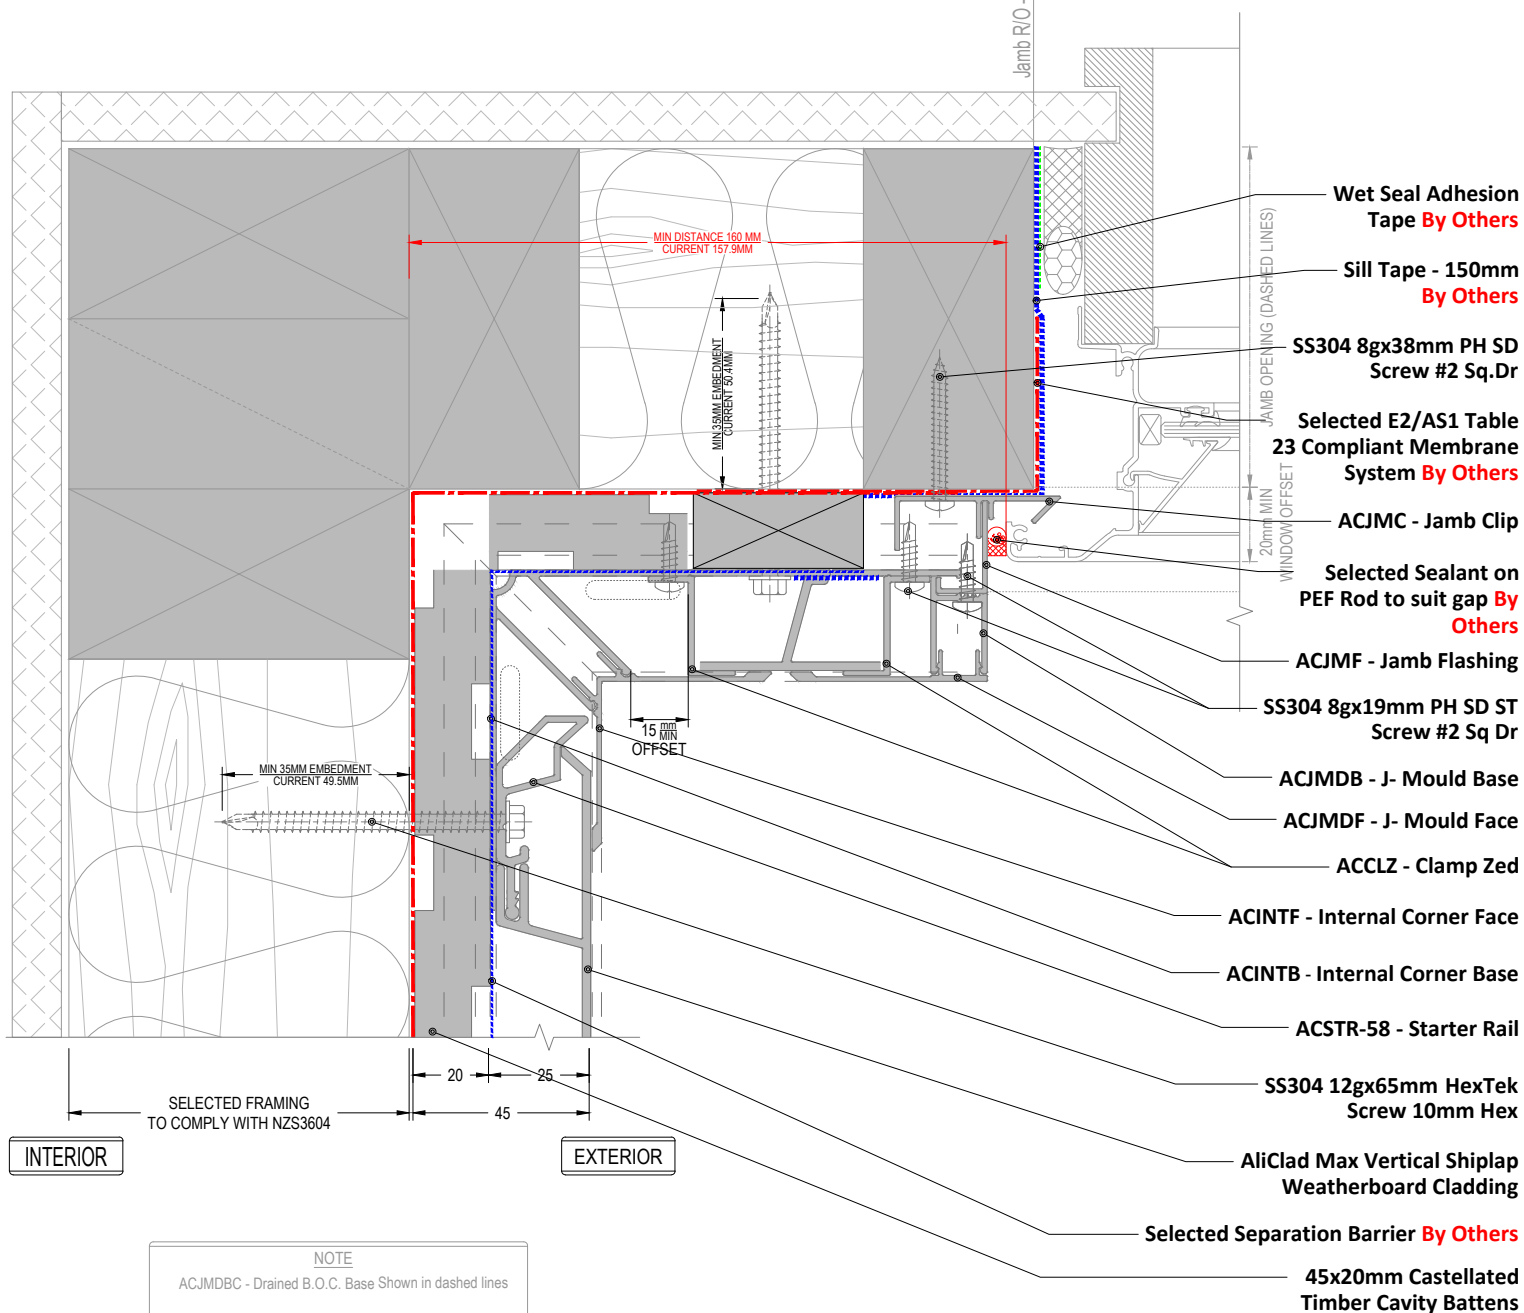 Jamb R/O -
Wet Seal Adhesion
Tape By Others
Sill Tape - 150mm
By Others
SS304 8gx38mm PH SD
Screw #2 Sq.Dr
Selected E2/AS1 Table
23 Compliant Membrane
System By Others
ACJMC - Jamb Clip
Selected Sealant on
PEF Rod to suit gap By
Others
ACJMF - Jamb Flashing
SS304 8gx19mm PH SD ST
Screw #2 Sq Dr
ACJMDB - J- Mould Base
ACJMDF - J- Mould Face
ACCLZ - Clamp Zed
ACINTF - Internal Corner Face
ACINTB - Internal Corner Base
ACSTR-58 - Starter Rail
SS304 12gx65mm HexTek
Screw 10mm Hex
AliClad Max Vertical Shiplap
Weatherboard Cladding
Selected Separation Barrier By Others
45x20mm Castellated
Timber Cavity Battens
MIN DISTANCE 160 MM
CURRENT 157.9MM
MIN 35MM EMBEDMENT
CURRENT 50.4MM
JAMB OPENING (DASHED LINES)
20mm MIN
WINDOW OFFSET
15 mm
MIN
OFFSET
MIN 35MM EMBEDMENT
CURRENT 49.5MM
20
25
45
SELECTED FRAMING
TO COMPLY WITH NZS3604
INTERIOR
EXTERIOR
NOTE
ACJMDBC - Drained B.O.C. Base Shown in dashed lines